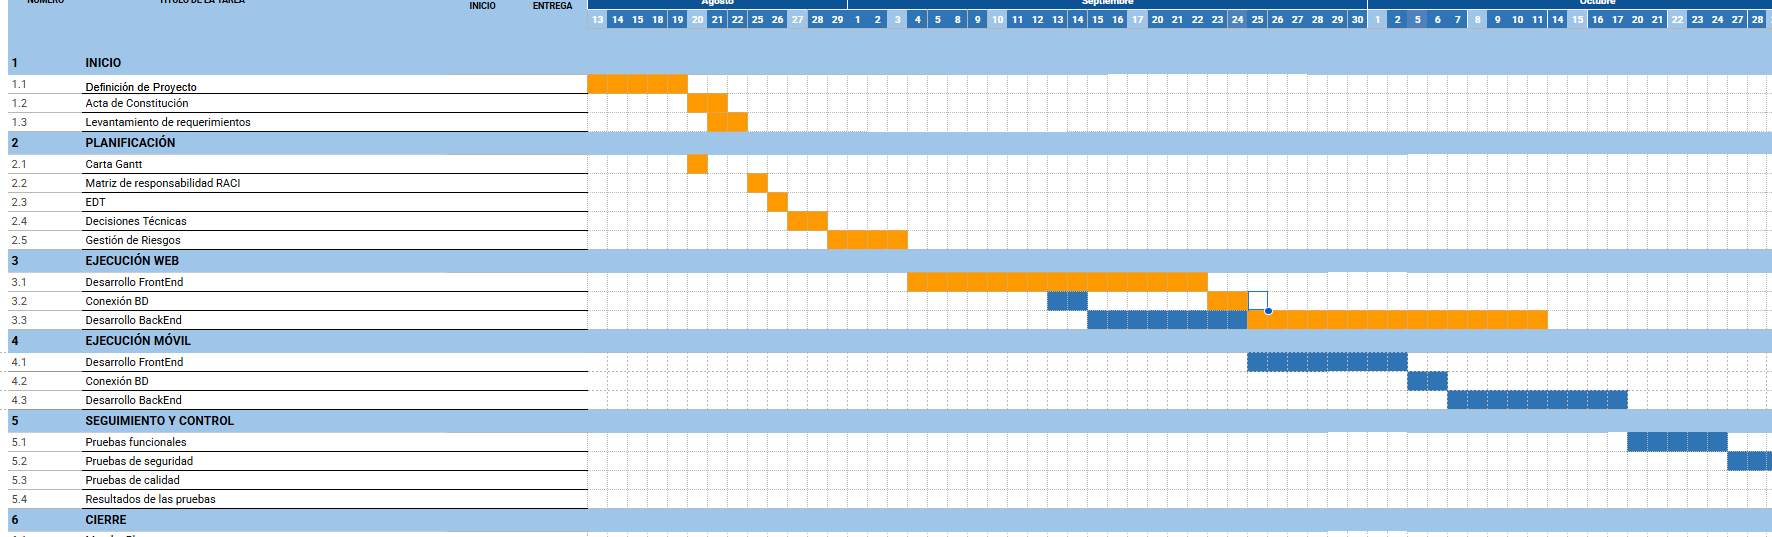 NÚMERO TÍTULO DE LA TAREA INICIO ENTREGA Agosto Septiembre Octubre
13 14 15 18 19 20 21 22 25 26 27 28 29 1 2 3 4 5 8 9 10 11 12 13 14 15 16 17 20 21 22 23 24 25 26 27 28 29 30 1 2 5 6 7 8 9 10 11 14 15 16 17 20 21 22 23 24 27 28
1 INICIO
1.1 Definición de Proyecto
1.2 Acta de Constitución
1.3 Levantamiento de requerimientos
2 PLANIFICACIÓN
2.1 Carta Gantt
2.2 Matriz de responsabilidad RACI
2.3 EDT
2.4 Decisiones Técnicas
2.5 Gestión de Riesgos
3 EJECUCIÓN WEB
3.1 Desarrollo FrontEnd
3.2 Conexión BD
3.3 Desarrollo BackEnd
4 EJECUCIÓN MÓVIL
4.1 Desarrollo FrontEnd
4.2 Conexión BD
4.3 Desarrollo BackEnd
5 SEGUIMIENTO Y CONTROL
5.1 Pruebas funcionales
5.2 Pruebas de seguridad
5.3 Pruebas de calidad
5.4 Resultados de las pruebas
6 CIERRE